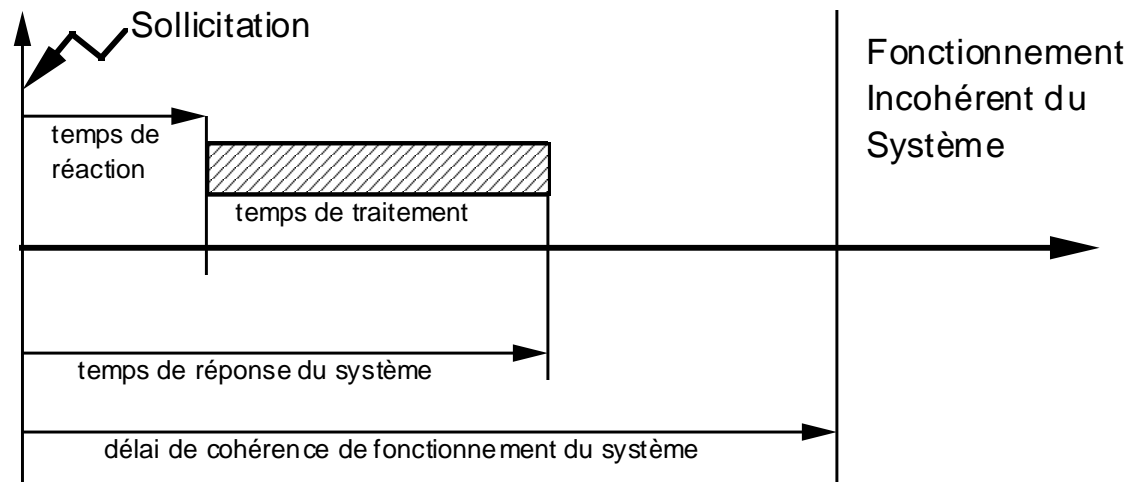 Sollicitation
Fonctionnement
Incohérent du
Système
temps de
réaction
temps de traitement
temps de réponse du système
délai de cohérence de fonctionnement du système